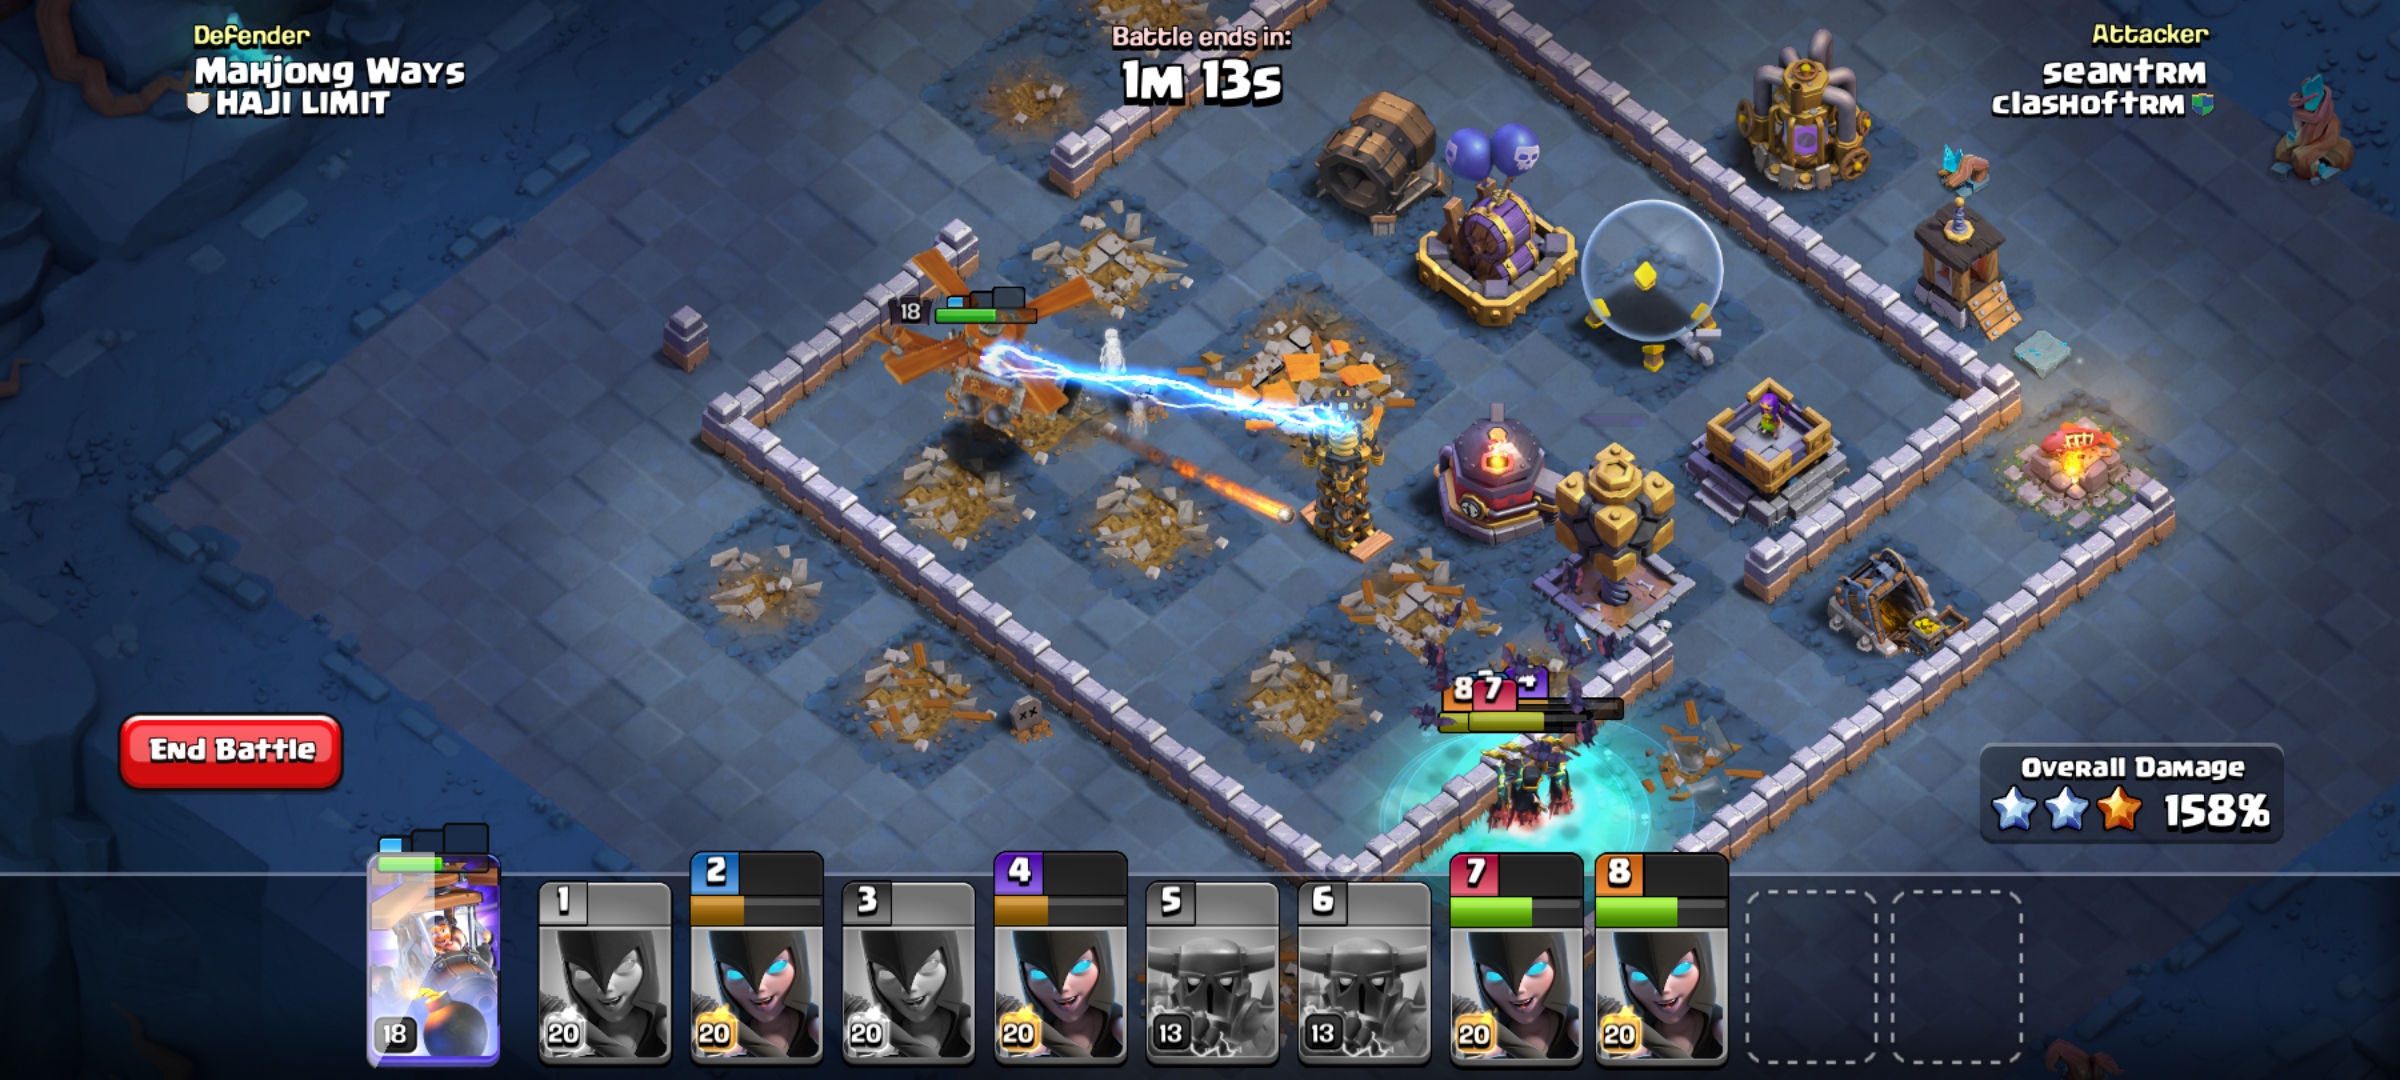 Defender
Mahjong Ways
HAJI LIMIT
Battle ends in:
1M 13s
Attacker
seantRM
clashoftRM
18
8 7 4
End Battle
Overall Damage
158%
18
1
20
2
20
3
20
4
20
5
13
6
13
7
20
8
20